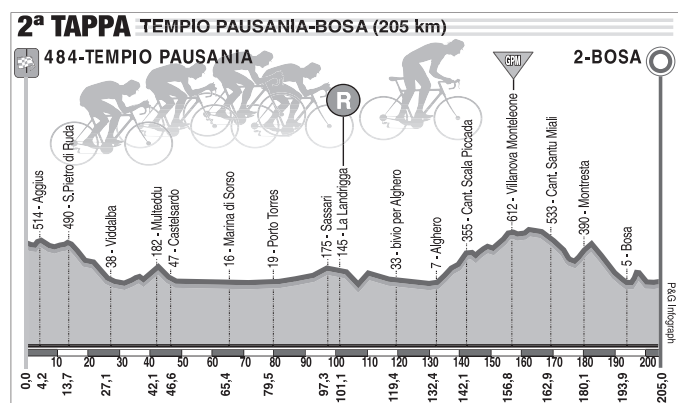 2ª TAPPA TEMPIO PAUSANIA-BOSA (205 km)
484-TEMPIO PAUSANIA
GPM
2-BOSA
R
514 - Aggius
490 - S.Pietro di Ruda
38 - Viddalba
182 - Multeddu
47 - Castelsardo
16 - Marina di Sorso
19 - Porto Torres
175 - Sassari
145 - La Landrigga
33 - bivio per Alghero
7 - Alghero
355 - Cant. Scala Piccada
612 - Villanova Monteleone
533 - Cant. Santu Miali
390 - Montresta
5 - Bosa
P&G Infograph
10 20 30 40 50 60 70 80 90 100 110 120 130 140 150 160 170 180 190 200
0,0
4,2
13,7
27,1
42,1
46,6
65,4
79,5
97,3
101,1
119,4
132,4
142,1
156,8
169,9
180,1
193,9
205,0